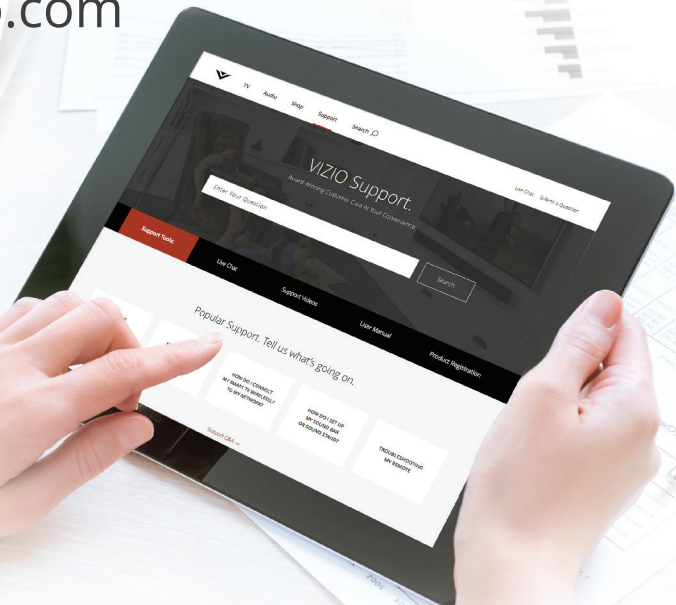 .com
TV Audio Shop Support Search
Live Chat Submit a Question
VIZIO Support.
Award-Winning Customer Care At Your Convenience.
Enter Your Question
Search
Support Tools:
Live Chat
Support Videos
User Manual
Product Registration
Popular Support. Tell us what's going on.
HOW DO I CONNECT
MY SMART TV WIRELESSLY
TO MY NETWORK?
HOW DO I SET UP
MY SOUND BAR
OR SOUND STAND?
TROUBLESHOOTING
MY REMOTE
Support Q&A →